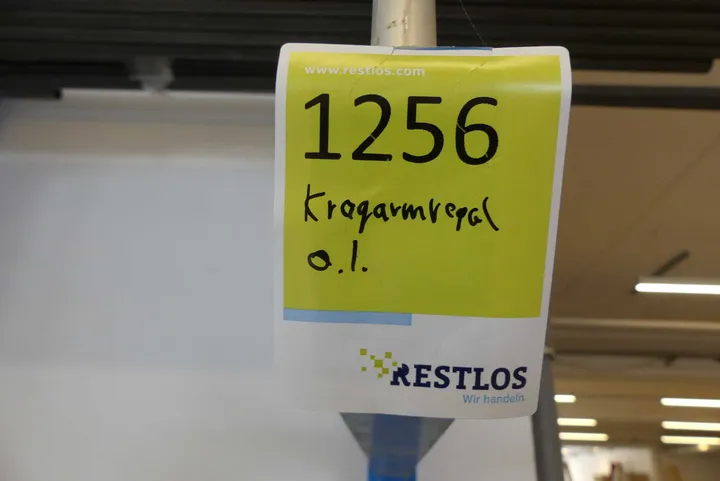 www.restlos.com
1256
Kragarmregal
o.l.
RESTLOS
Wir handeln.